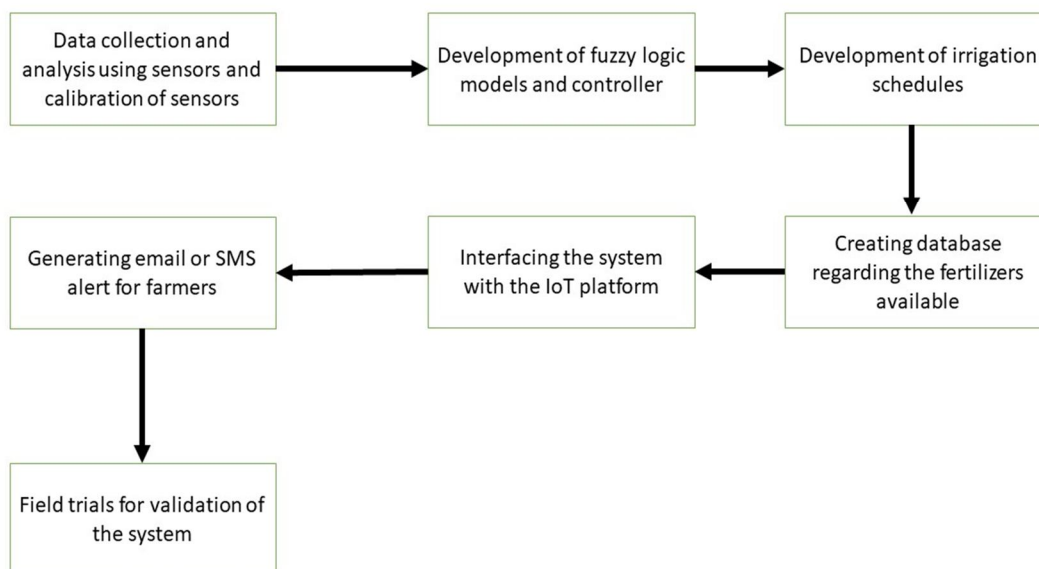 Data collection and
analysis using sensors and
calibration of sensors
Development of fuzzy logic
models and controller
Development of irrigation
schedules
Creating database
regarding the fertilizers
available
Interfacing the system
with the IoT platform
Generating email or SMS
alert for farmers
Field trials for validation of
the system